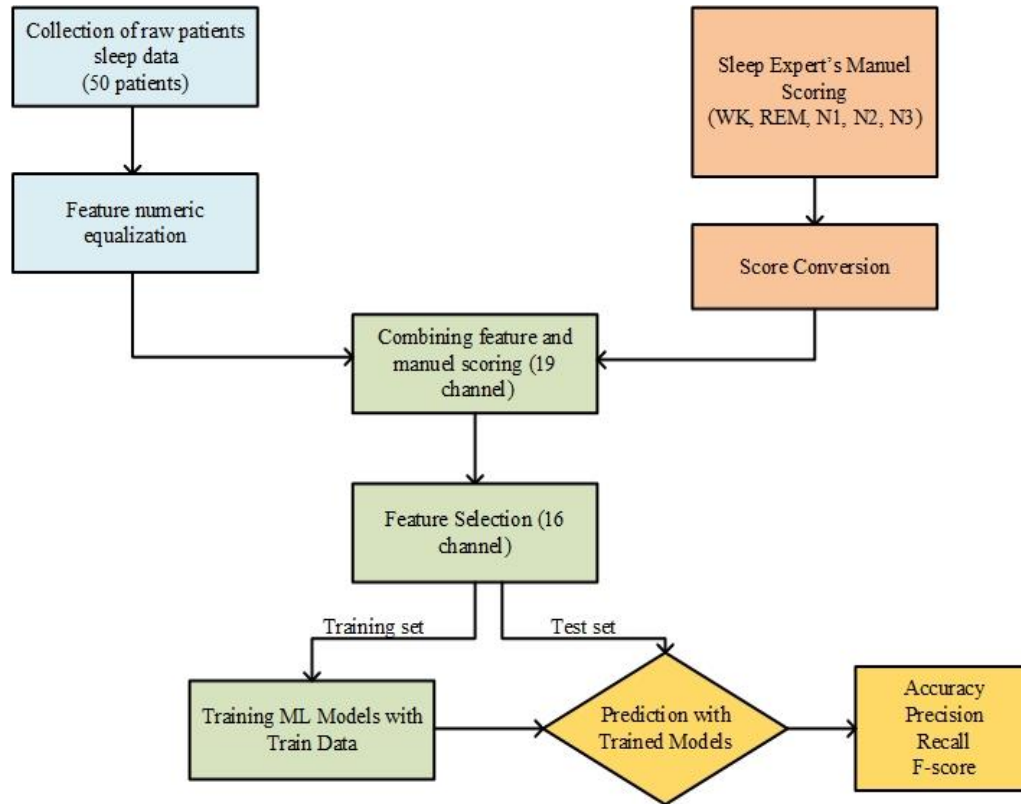 Collection of raw patients
sleep data
(50 patients)
Sleep Expert's Manuel
Scoring
(WK, REM, N1, N2, N3)
Feature numeric
equalization
Score Conversion
Combining feature and
manuel scoring (19
channel)
Feature Selection (16
channel)
Training set
Test set
Training ML Models with
Train Data
Prediction with
Trained Models
Accuracy
Precision
Recall
F-score